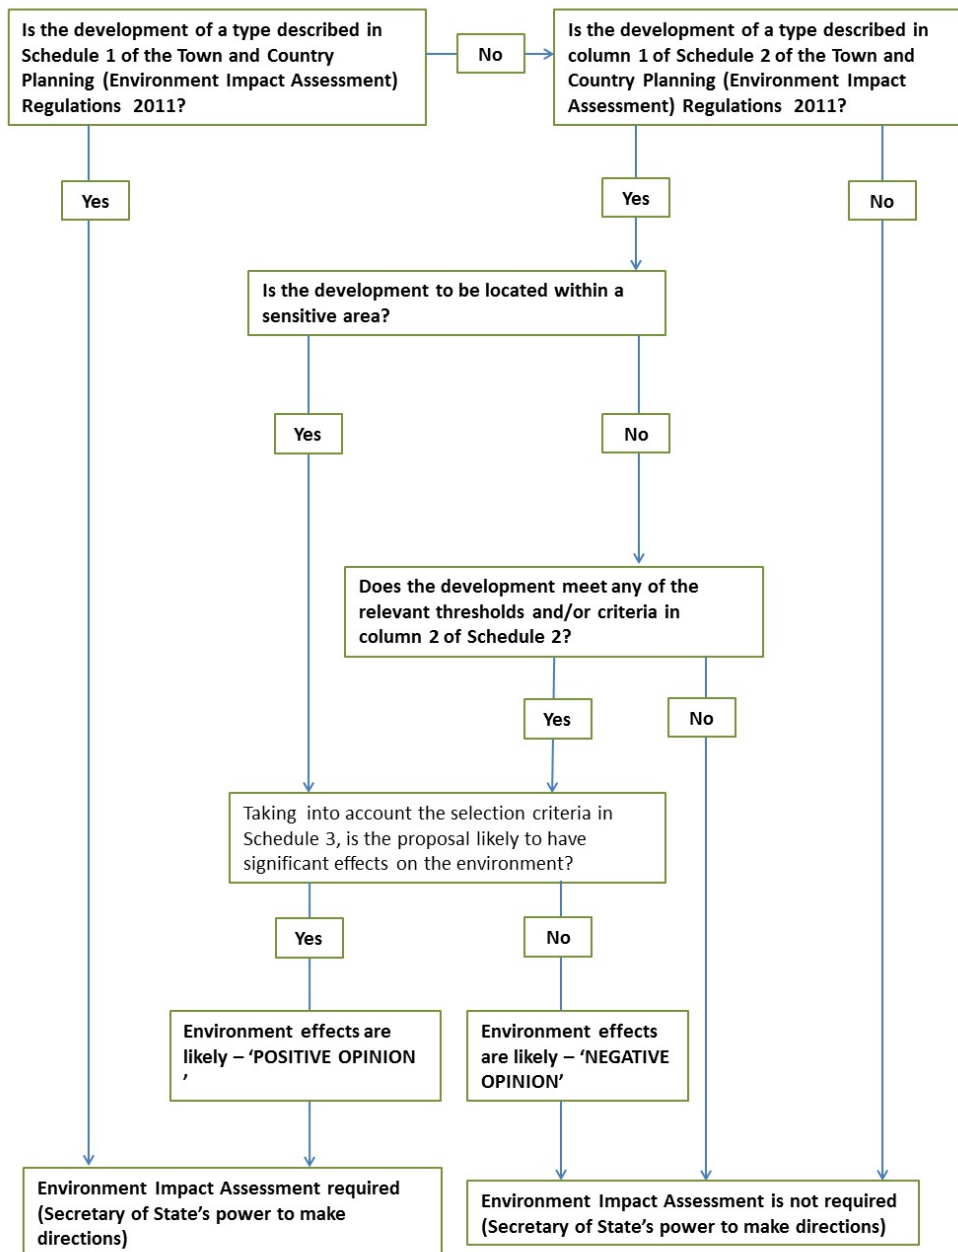 Is the development of a type described in
Schedule 1 of the Town and Country
Planning (Environment Impact Assessment)
Regulations 2011?
No
Is the development of a type described in
column 1 of Schedule 2 of the Town and
Country Planning (Environment Impact
Assessment) Regulations 2011?
Yes
Yes
No
Is the development to be located within a
sensitive area?
Yes
No
Does the development meet any of the
relevant thresholds and/or criteria in
column 2 of Schedule 2?
Yes
No
Taking into account the selection criteria in
Schedule 3, is the proposal likely to have
significant effects on the environment?
Yes
No
Environment effects are
likely – ‘POSITIVE OPINION
’
Environment effects
are likely – ‘NEGATIVE
OPINION’
Environment Impact Assessment required
(Secretary of State’s power to make
directions)
Environment Impact Assessment is not required
(Secretary of State’s power to make directions)